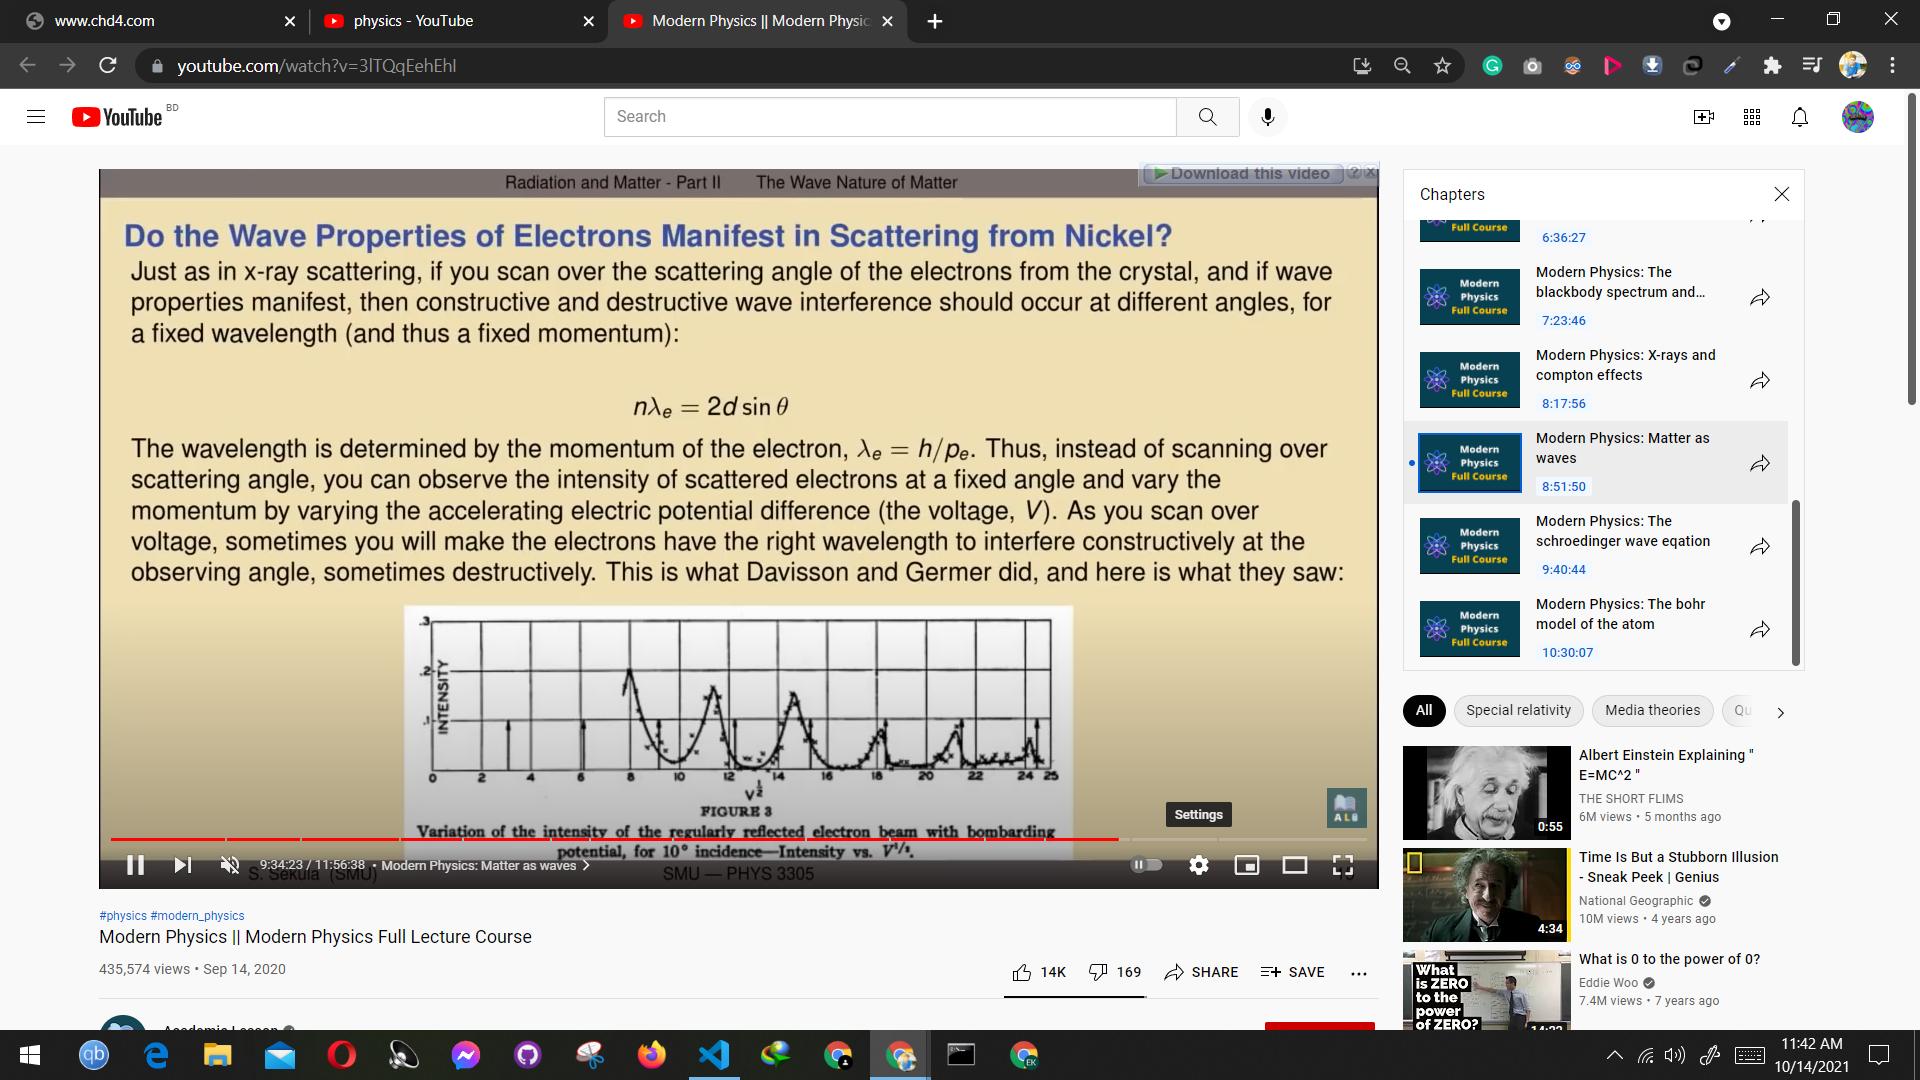 www.chd4.com
physics - YouTube
Modern Physics || Modern Physic
youtube.com/watch?v=3lTQqEehEhI
YouTube BD
Search
Radiation and Matter - Part II The Wave Nature of Matter
Download this video
Do the Wave Properties of Electrons Manifest in Scattering from Nickel?
Just as in x-ray scattering, if you scan over the scattering angle of the electrons from the crystal, and if wave
properties manifest, then constructive and destructive wave interference should occur at different angles, for
a fixed wavelength (and thus a fixed momentum):
nλe = 2d sin θ
The wavelength is determined by the momentum of the electron, λe = h/pe. Thus, instead of scanning over
scattering angle, you can observe the intensity of scattered electrons at a fixed angle and vary the
momentum by varying the accelerating electric potential difference (the voltage, V). As you scan over
voltage, sometimes you will make the electrons have the right wavelength to interfere constructively at the
observing angle, sometimes destructively. This is what Davisson and Germer did, and here is what they saw:
.3
.2
.1
INTENSITY
0 2 4 6 8 10 12 14 16 18 20 22 24 25
V½
FIGURE 3
Variation of the intensity of the regularly reflected electron beam with bombarding
potential, for 10° incidence—Intensity vs. V^1/2.
Settings
9:34:23 / 11:56:38 • Modern Physics: Matter as waves
S. Sekula (SMU)
SMU — PHYS 3305
#physics #modern_physics
Modern Physics || Modern Physics Full Lecture Course
435,574 views • Sep 14, 2020
14K
169
SHARE
SAVE
Chapters
Full Course
6:36:27
Modern
Physics
Full Course
Modern Physics: The
blackbody spectrum and...
7:23:46
Modern
Physics
Full Course
Modern Physics: X-rays and
compton effects
8:17:56
Modern
Physics
Full Course
Modern Physics: Matter as
waves
8:51:50
Modern
Physics
Full Course
Modern Physics: The
schroedinger wave eqation
9:40:44
Modern
Physics
Full Course
Modern Physics: The bohr
model of the atom
10:30:07
All
Special relativity
Media theories
Qu
Albert Einstein Explaining "
E=MC^2 "
THE SHORT FLIMS
6M views • 5 months ago
0:55
Time Is But a Stubborn Illusion
- Sneak Peek | Genius
National Geographic
10M views • 4 years ago
4:34
What is 0 to the power of 0?
Eddie Woo
7.4M views • 7 years ago
What
is ZERO
to the
power
of ZERO?
11:42 AM
10/14/2021